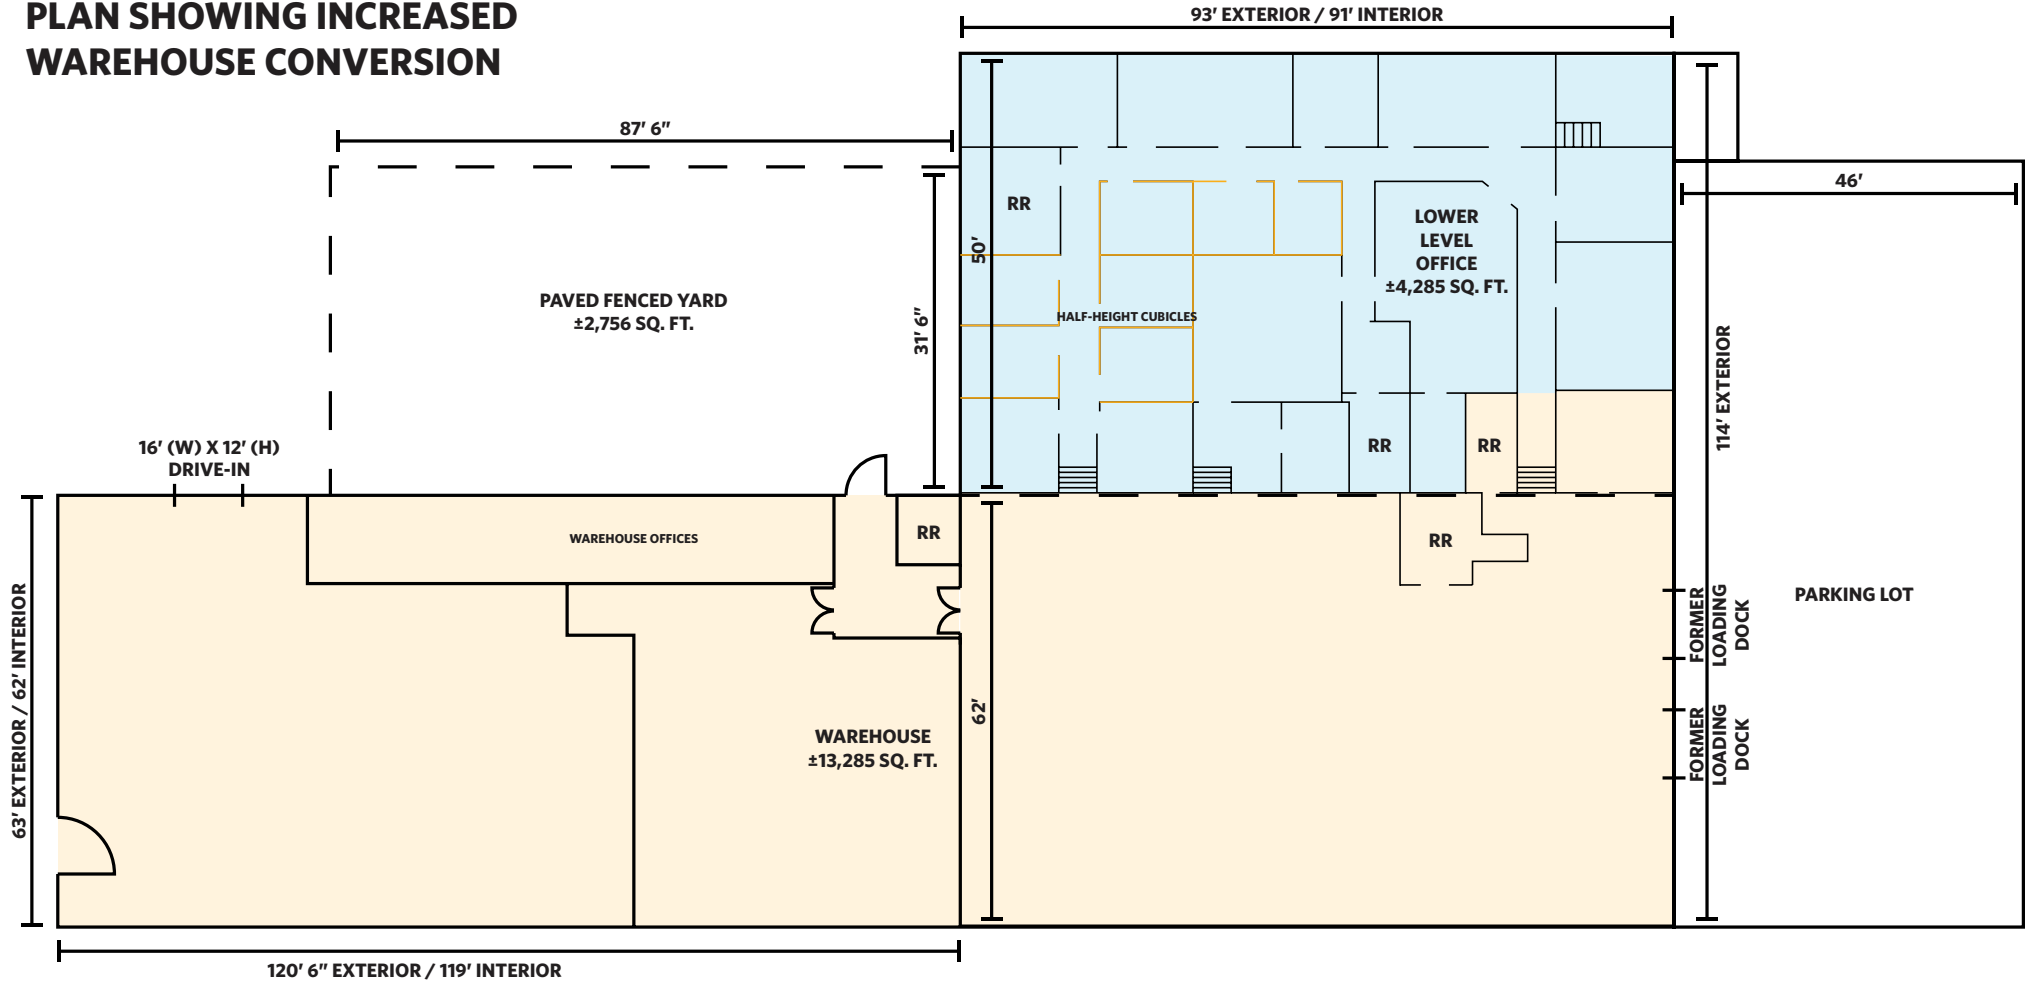 PLAN SHOWING INCREASED
WAREHOUSE CONVERSION
93′ EXTERIOR / 91′ INTERIOR
87′ 6″
46′
RR
LOWER
LEVEL
OFFICE
±4,285 SQ. FT.
50′
PAVED FENCED YARD
±2,756 SQ. FT.
31′ 6″
HALF-HEIGHT CUBICLES
114′ EXTERIOR
16′ (W) X 12′ (H)
DRIVE-IN
RR
RR
WAREHOUSE OFFICES
RR
RR
63′ EXTERIOR / 62′ INTERIOR
62′
FORMER
LOADING
DOCK
PARKING LOT
FORMER
LOADING
DOCK
WAREHOUSE
±13,285 SQ. FT.
120′ 6″ EXTERIOR / 119′ INTERIOR